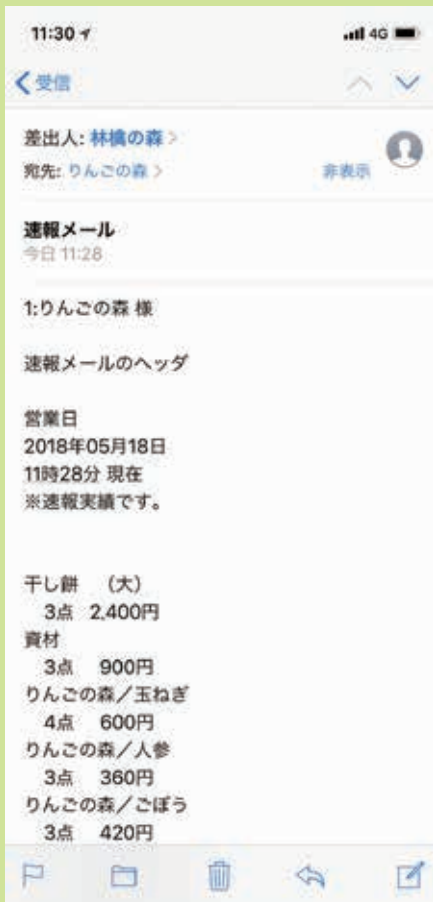 11:30
4G
受信
差出人: 林檎の森
宛先: りんごの森 非表示
速報メール
今日 11:28
1:りんごの森 様
速報メールのヘッダ
営業日
2018年05月18日
11時28分 現在
※速報実績です。
干し餅 （大）
3点 2,400円
資材
3点 900円
りんごの森／玉ねぎ
4点 600円
りんごの森／人参
3点 360円
りんごの森／ごぼう
3点 420円